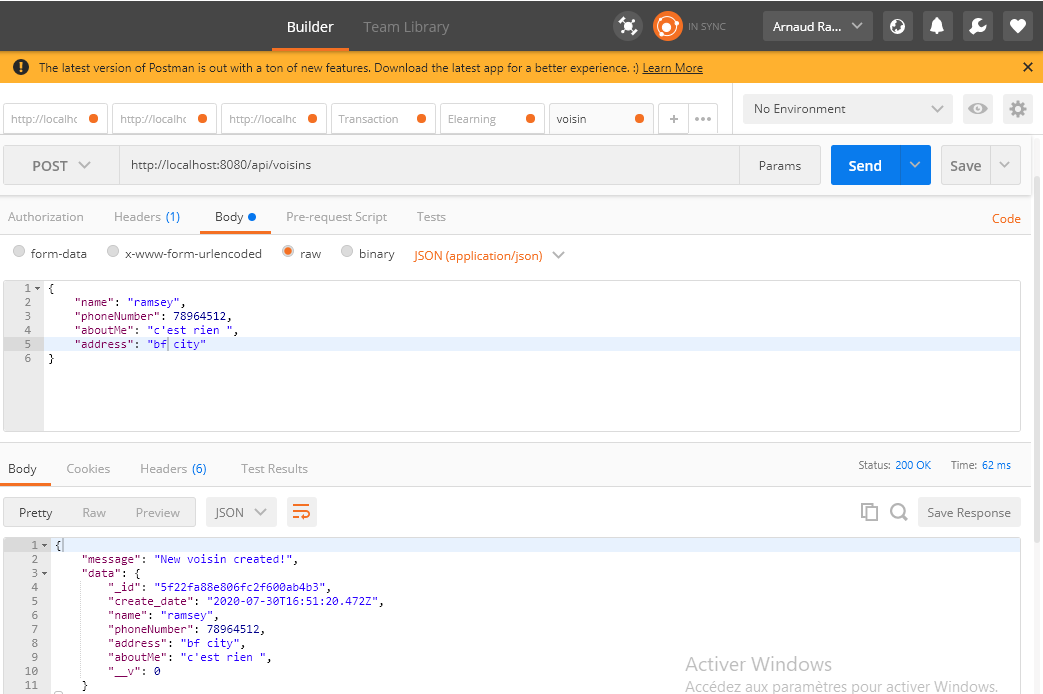 Builder Team Library IN SYNC Arnaud Ra...
The latest version of Postman is out with a ton of new features. Download the latest app for a better experience. :) Learn More
http://localhc http://localhc http://localhc Transaction Elearning voisin + ••• No Environment
POST http://localhost:8080/api/voisins Params Send Save
Authorization Headers (1) Body Pre-request Script Tests Code
form-data x-www-form-urlencoded raw binary JSON (application/json)
1 {
2 "name": "ramsey",
3 "phoneNumber": 78964512,
4 "aboutMe": "c'est rien ",
5 "address": "bf city"
6 }
Body Cookies Headers (6) Test Results Status: 200 OK Time: 62 ms
Pretty Raw Preview JSON Save Response
1 {
2 "message": "New voisin created!",
3 "data": {
4 "_id": "5f22fa88e806fc2f600ab4b3",
5 "create_date": "2020-07-30T16:51:20.472Z",
6 "name": "ramsey",
7 "phoneNumber": 78964512,
8 "address": "bf city",
9 "aboutMe": "c'est rien ",
10 "__v": 0
11 }
Activer Windows
Accédez aux paramètres pour activer Windows.